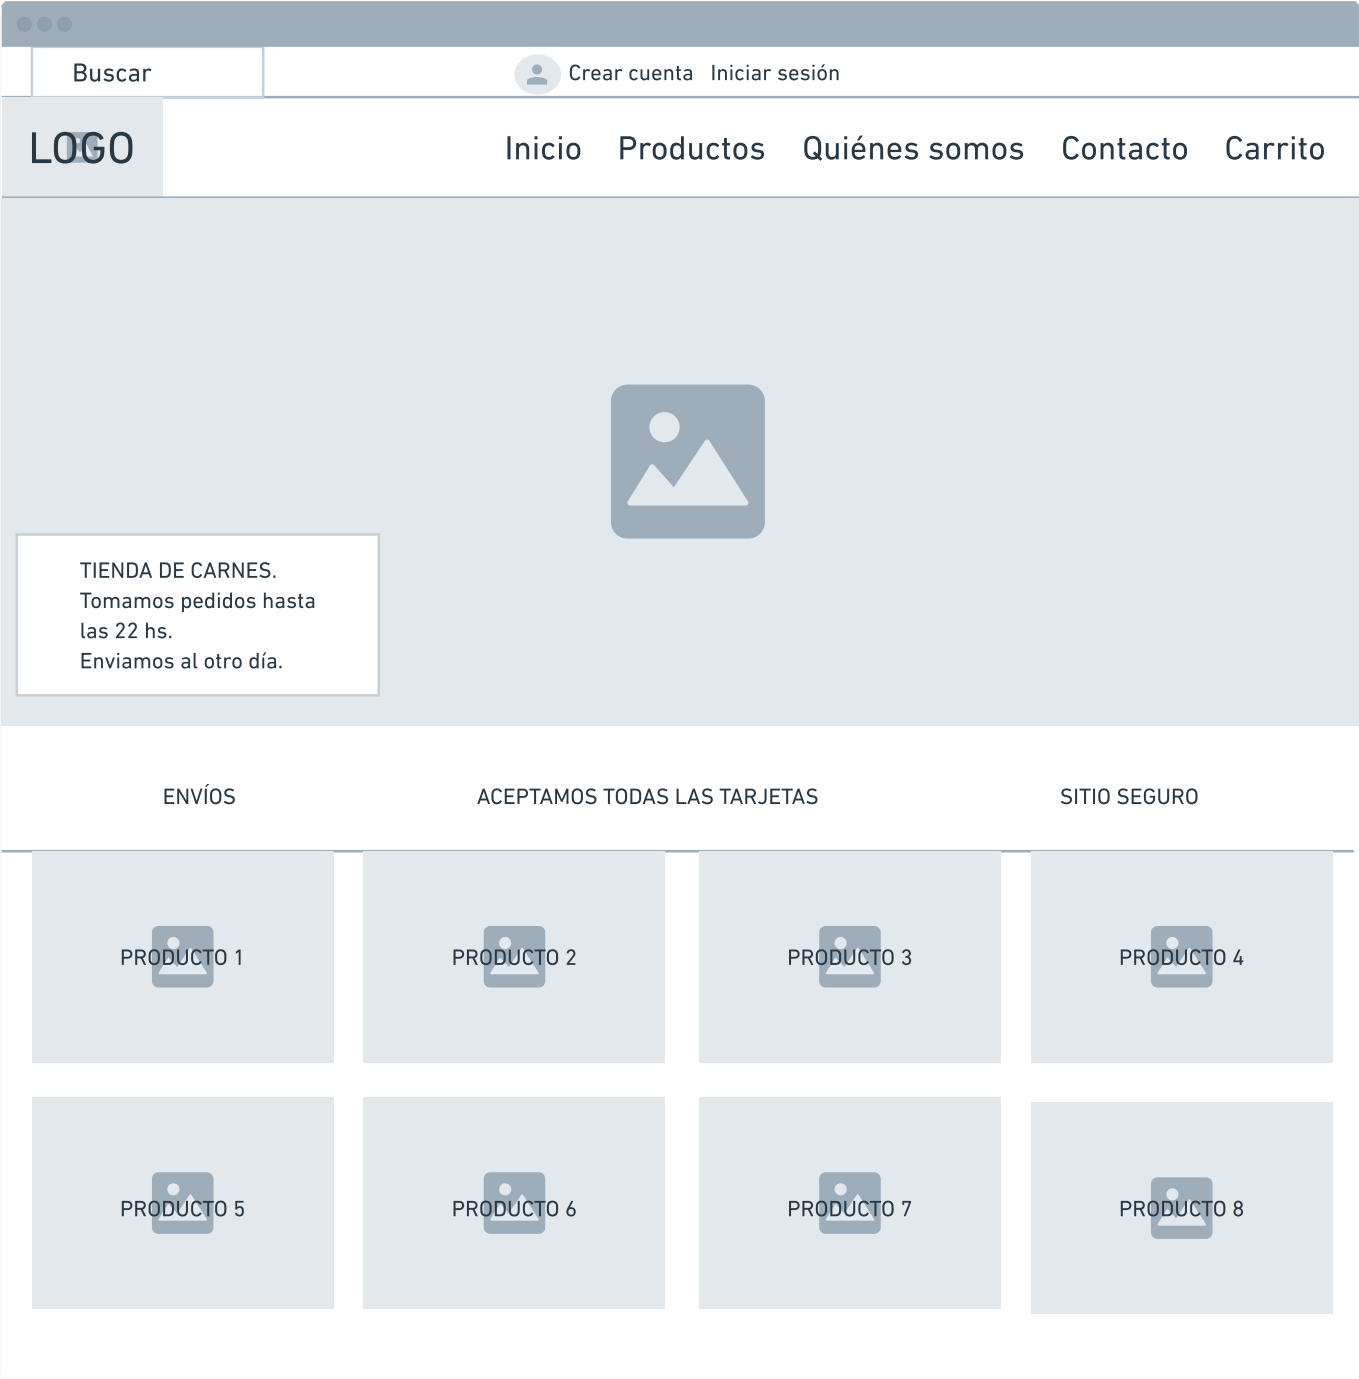 Buscar
Crear cuenta
Iniciar sesión
LOGO
Inicio
Productos
Quiénes somos
Contacto
Carrito
TIENDA DE CARNES.
Tomamos pedidos hasta
las 22 hs.
Enviamos al otro día.
ENVÍOS
ACEPTAMOS TODAS LAS TARJETAS
SITIO SEGURO
PRODUCTO 1
PRODUCTO 2
PRODUCTO 3
PRODUCTO 4
PRODUCTO 5
PRODUCTO 6
PRODUCTO 7
PRODUCTO 8